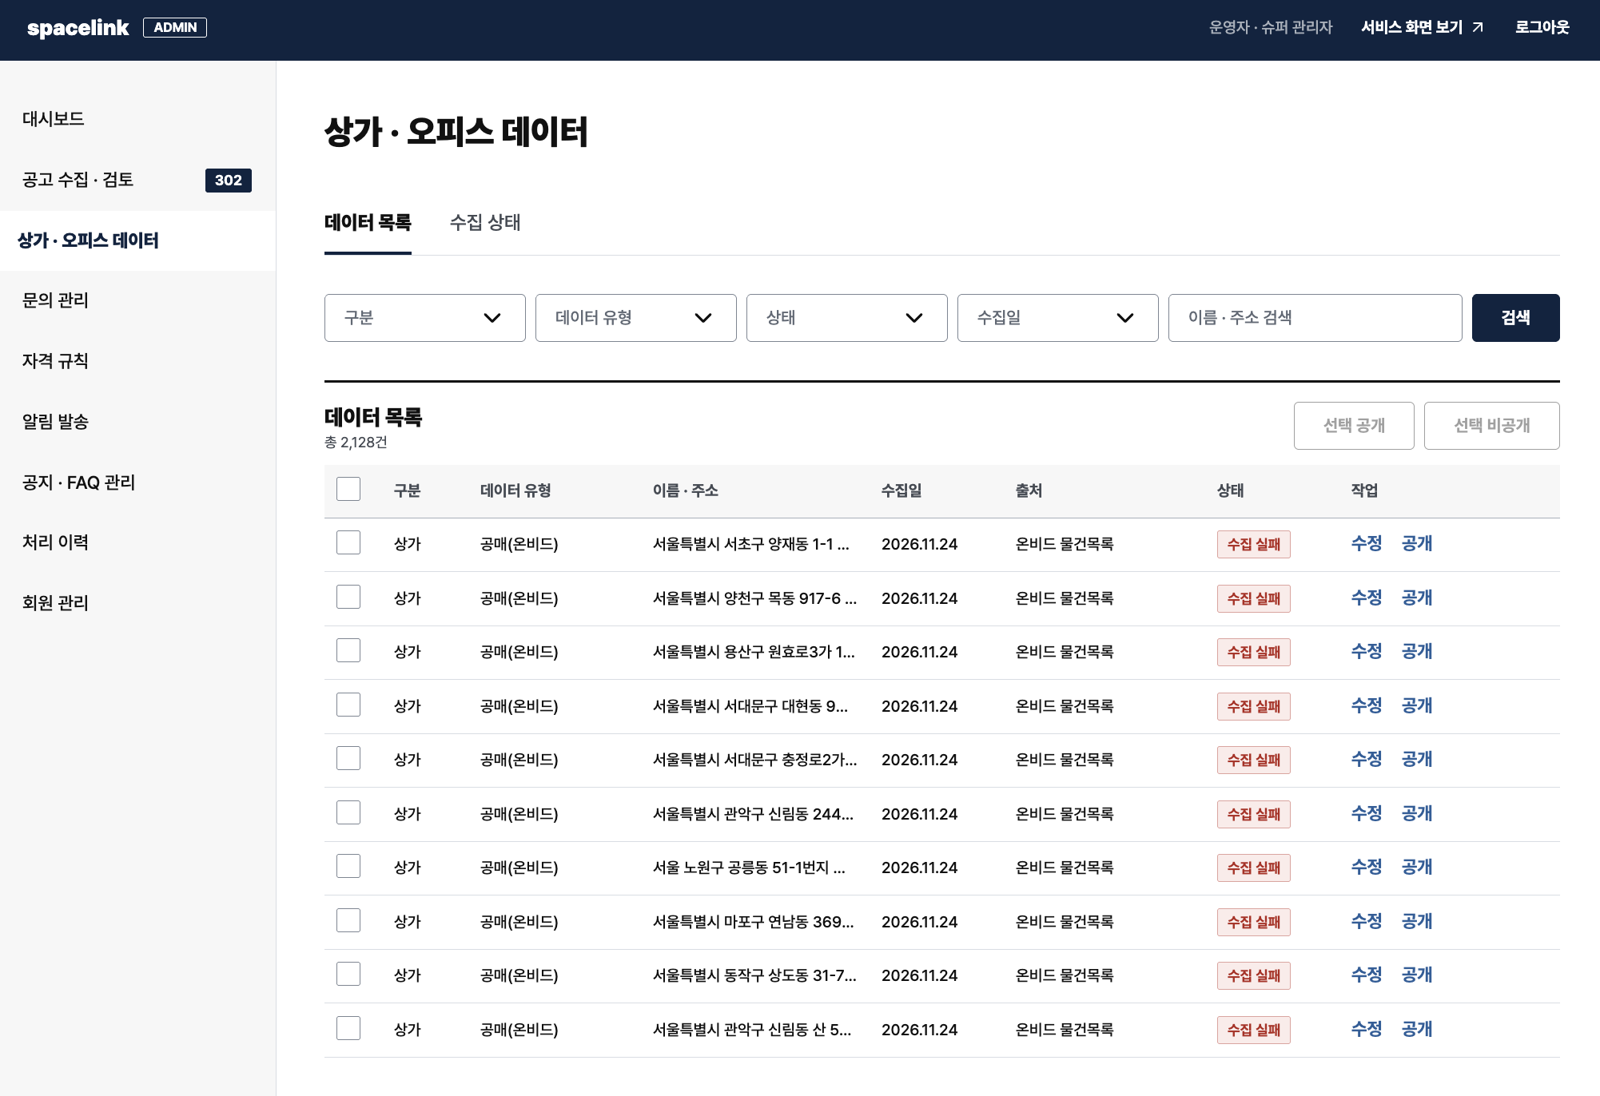 spacelink ADMIN 운영자 · 슈퍼 관리자 서비스 화면 보기 로그아웃
대시보드
공고 수집 · 검토 302
상가 · 오피스 데이터
문의 관리
자격 규칙
알림 발송
공지 · FAQ 관리
처리 이력
회원 관리
상가 · 오피스 데이터
데이터 목록 수집 상태
구분 데이터 유형 상태 수집일 이름 · 주소 검색 검색
데이터 목록
총 2,128건
선택 공개 선택 비공개
구분 데이터 유형 이름 · 주소 수집일 출처 상태 작업
상가 공매(온비드) 서울특별시 서초구 양재동 1-1 ... 2026.11.24 온비드 물건목록 수집 실패 수정 공개
상가 공매(온비드) 서울특별시 양천구 목동 917-6 ... 2026.11.24 온비드 물건목록 수집 실패 수정 공개
상가 공매(온비드) 서울특별시 용산구 원효로3가 1... 2026.11.24 온비드 물건목록 수집 실패 수정 공개
상가 공매(온비드) 서울특별시 서대문구 대현동 9... 2026.11.24 온비드 물건목록 수집 실패 수정 공개
상가 공매(온비드) 서울특별시 서대문구 충정로2가... 2026.11.24 온비드 물건목록 수집 실패 수정 공개
상가 공매(온비드) 서울특별시 관악구 신림동 244... 2026.11.24 온비드 물건목록 수집 실패 수정 공개
상가 공매(온비드) 서울 노원구 공릉동 51-1번지 ... 2026.11.24 온비드 물건목록 수집 실패 수정 공개
상가 공매(온비드) 서울특별시 마포구 연남동 369... 2026.11.24 온비드 물건목록 수집 실패 수정 공개
상가 공매(온비드) 서울특별시 동작구 상도동 31-7... 2026.11.24 온비드 물건목록 수집 실패 수정 공개
상가 공매(온비드) 서울특별시 관악구 신림동 산 5... 2026.11.24 온비드 물건목록 수집 실패 수정 공개